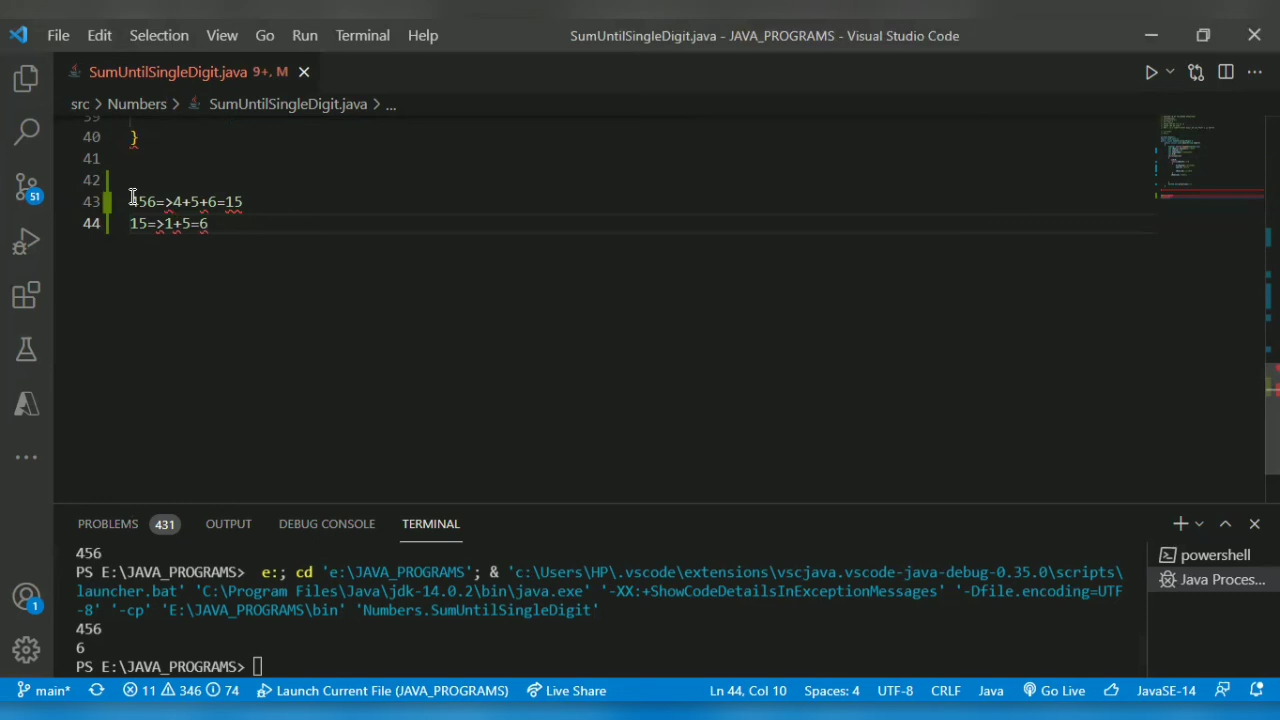 File Edit Selection View Go Run Terminal Help SumUntilSingleDigit.java - JAVA_PROGRAMS - Visual Studio Code
SumUntilSingleDigit.java 9+, M
src > Numbers > SumUntilSingleDigit.java > ...
39
40 }
41
42
43 456=>4+5+6=15
44 15=>1+5=6
51
PROBLEMS 431 OUTPUT DEBUG CONSOLE TERMINAL
456
PS E:\JAVA_PROGRAMS> e:; cd 'e:\JAVA_PROGRAMS'; & 'c:\Users\HP\.vscode\extensions\vscjava.vscode-java-debug-0.35.0\scripts\
launcher.bat' 'C:\Program Files\Java\jdk-14.0.2\bin\java.exe' '-XX:+ShowCodeDetailsInExceptionMessages' '-Dfile.encoding=UTF
-8' '-cp' 'E:\JAVA_PROGRAMS\bin' 'Numbers.SumUntilSingleDigit'
456
6
PS E:\JAVA_PROGRAMS>
powershell
Java Proces...
1
main* 11 346 74 Launch Current File (JAVA_PROGRAMS) Live Share Ln 44, Col 10 Spaces: 4 UTF-8 CRLF Java Go Live JavaSE-14